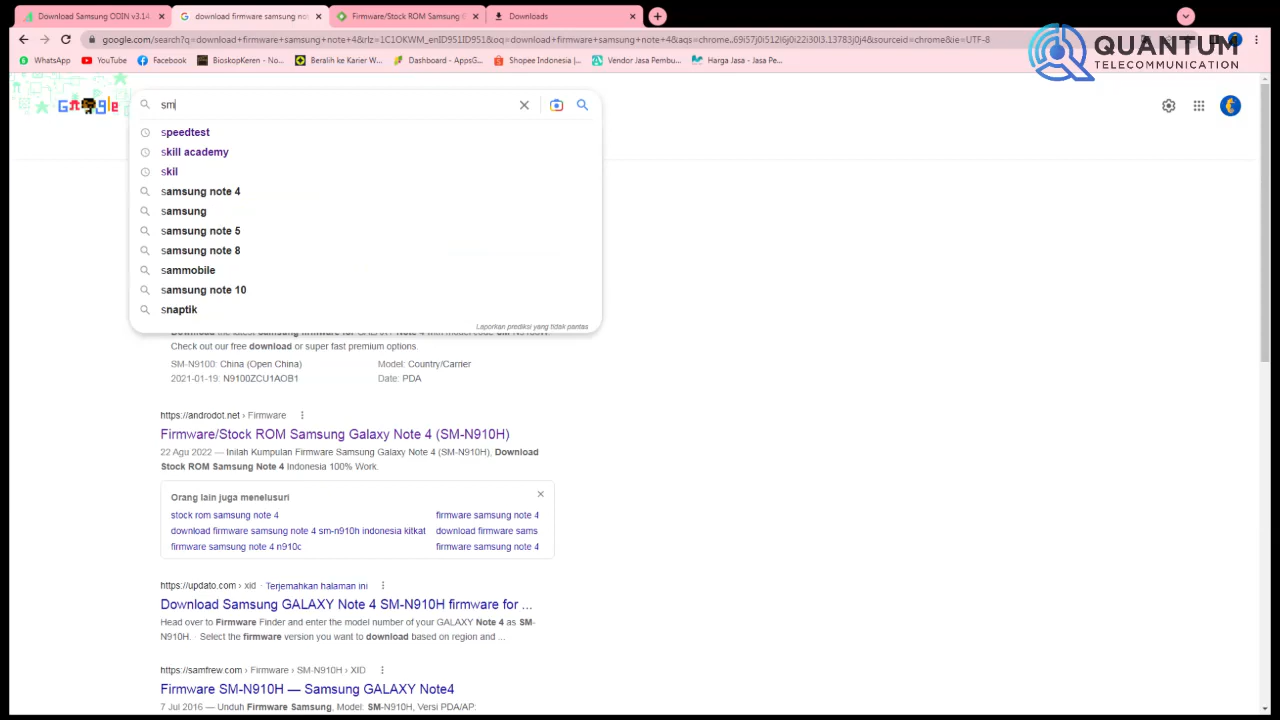 Download Samsung ODIN v3.14.
download firmware samsung no
Firmware/Stock ROM Samsung G
Downloads
google.com/search?q=download+firmware+samsung+note+4&rlz=1C1OKWM_enID951ID951&oq=download+firmware+samsung+note+4&aqs=chrome..69i57j0i512l6j0i22i30l3.13783j0j4&sourceid=chrome&ie=UTF-8
QUANTUM
TELECOMMUNICATION
WhatsApp
YouTube
Facebook
BioskopKeren - No...
Beralih ke Karier W...
Dashboard - AppsG...
Shopee Indonesia |...
Vendor Jasa Pembu...
Harga Jasa - Jasa Pe...
sm
speedtest
skill academy
skil
samsung note 4
samsung
samsung note 5
samsung note 8
sammobile
samsung note 10
snaptik
Laporkan prediksi yang tidak pantas
Check out our free download or super fast premium options.
SM-N9100: China (Open China)
Model: Country/Carrier
2021-01-19: N9100ZCU1AOB1
Date: PDA
https://androdot.net › Firmware
Firmware/Stock ROM Samsung Galaxy Note 4 (SM-N910H)
22 Agu 2022 — Inilah Kumpulan Firmware Samsung Galaxy Note 4 (SM-N910H), Download
Stock ROM Samsung Note 4 Indonesia 100% Work.
Orang lain juga menelusuri
stock rom samsung note 4
firmware samsung note 4
download firmware samsung note 4 sm-n910h indonesia kitkat
download firmware sams
firmware samsung note 4 n910c
firmware samsung note 4
https://updato.com › xid · Terjemahkan halaman ini
Download Samsung GALAXY Note 4 SM-N910H firmware for ...
Head over to Firmware Finder and enter the model number of your GALAXY Note 4 as SM-
N910H. · Select the firmware version you want to download based on region and ...
https://samfrew.com › Firmware › SM-N910H › XID
Firmware SM-N910H — Samsung GALAXY Note4
7 Jul 2016 — Unduh Firmware Samsung, Model: SM-N910H, Versi PDA/AP: